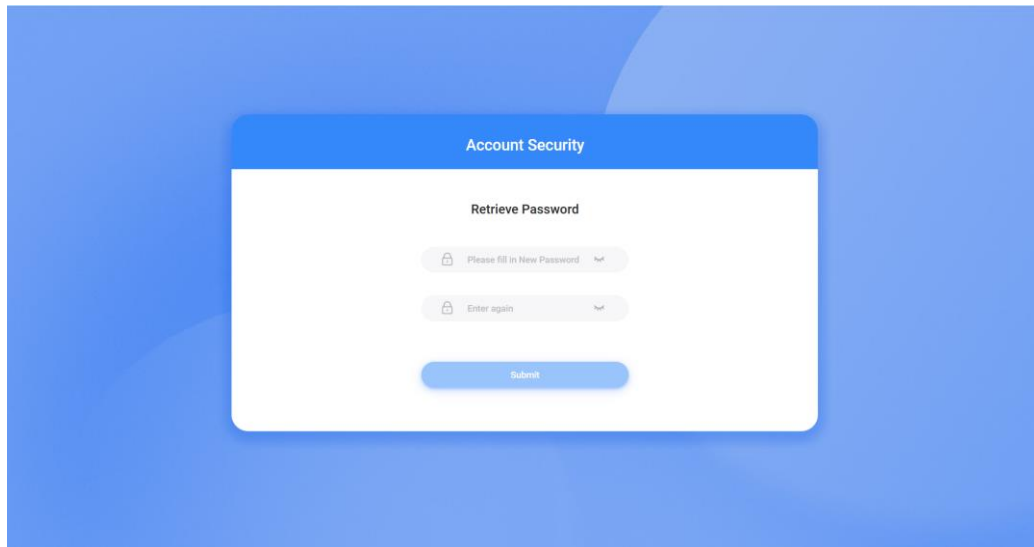 Account Security
Retrieve Password
Please fill in New Password
Enter again
Submit